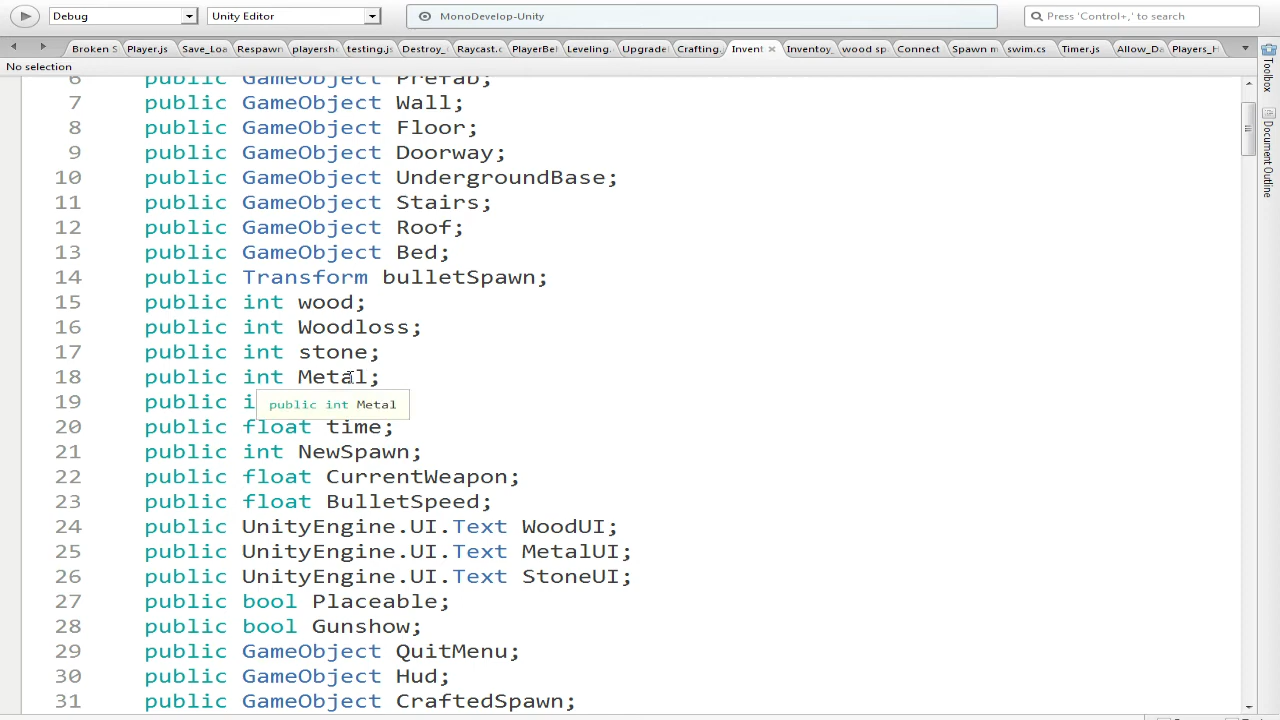 Debug
Unity Editor
MonoDevelop-Unity
Press 'Control+,' to search
Broken S
Player.js
Save_Loa
Respawn
playersh
testing.js
Destroy_
Raycast.c
PlayerBel
Leveling.
Upgrade
Crafting.
Invent
Inventoy_
wood sp
Connect
Spawn m
swim.cs
Timer.js
Allow_Da
Players_H
No selection
6 public GameObject Prefab;
7 public GameObject Wall;
8 public GameObject Floor;
9 public GameObject Doorway;
10 public GameObject UndergroundBase;
11 public GameObject Stairs;
12 public GameObject Roof;
13 public GameObject Bed;
14 public Transform bulletSpawn;
15 public int wood;
16 public int Woodloss;
17 public int stone;
18 public int Metal;
19 public i
public int Metal
20 public float time;
21 public int NewSpawn;
22 public float CurrentWeapon;
23 public float BulletSpeed;
24 public UnityEngine.UI.Text WoodUI;
25 public UnityEngine.UI.Text MetalUI;
26 public UnityEngine.UI.Text StoneUI;
27 public bool Placeable;
28 public bool Gunshow;
29 public GameObject QuitMenu;
30 public GameObject Hud;
31 public GameObject CraftedSpawn;
Toolbox
Document Outline